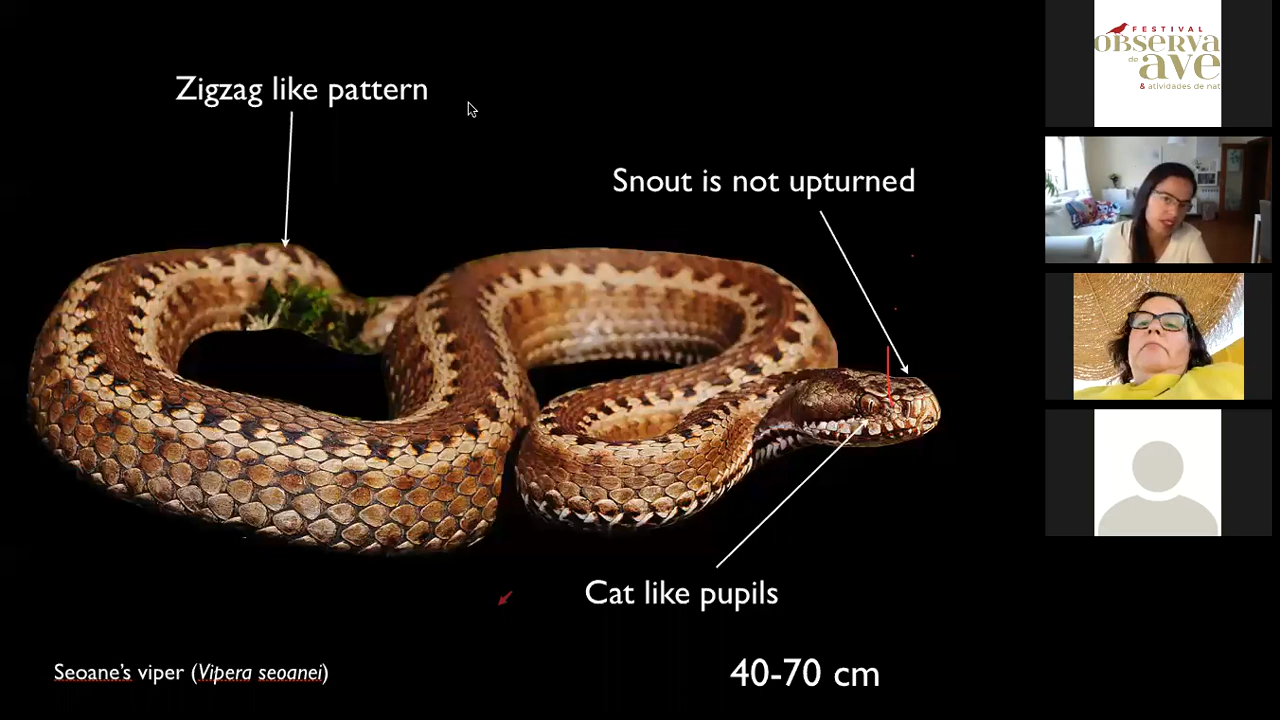 Zigzag like pattern
Snout is not upturned
Cat like pupils
Seoane's viper (Vipera seoanei)
40-70 cm
FESTIVAL
OBSERVA
de
ave
& atividades de nat